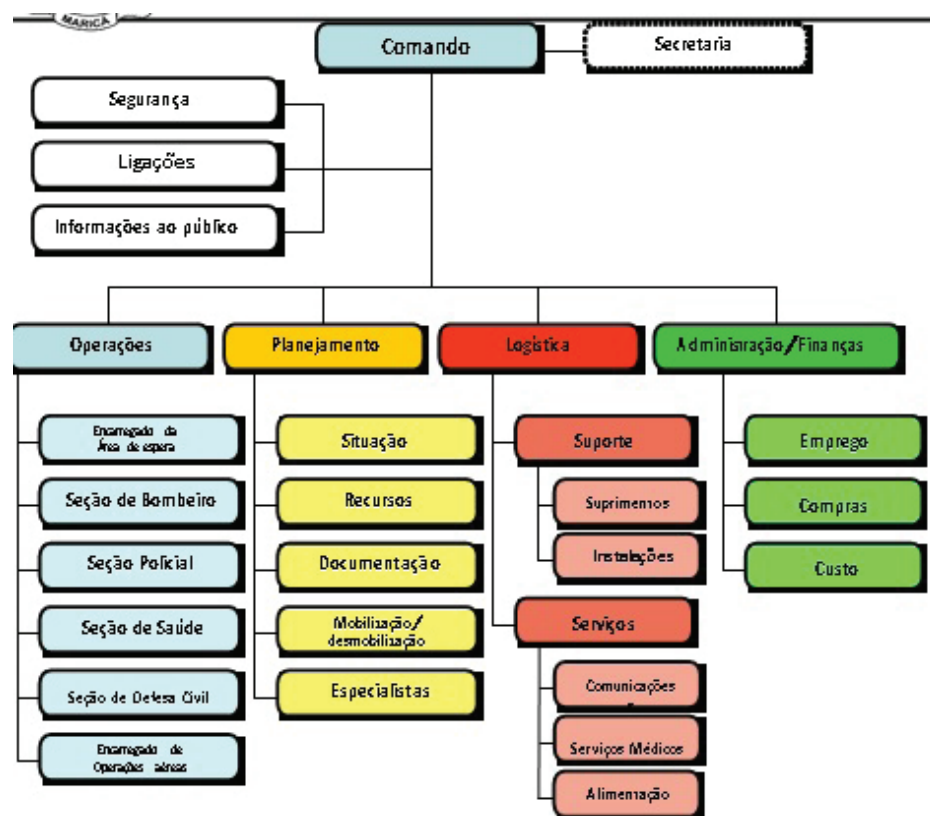 MARICÁ
Comando
Secretaria
Segurança
Ligações
Informações ao público
Operações
Planejamento
Logística
Administração/Finanças
Encarregado da
Área de espera
Seção de Bombeiro
Seção Policial
Seção de Saúde
Seção de Defesa Civil
Encarregado de
Operações aéreas
Situação
Recursos
Documentação
Mobilização/
desmobilização
Especialistas
Suporte
Suprimentos
Instalações
Serviços
Comunicações
Serviços Médicos
Alimentação
Emprego
Compras
Custo